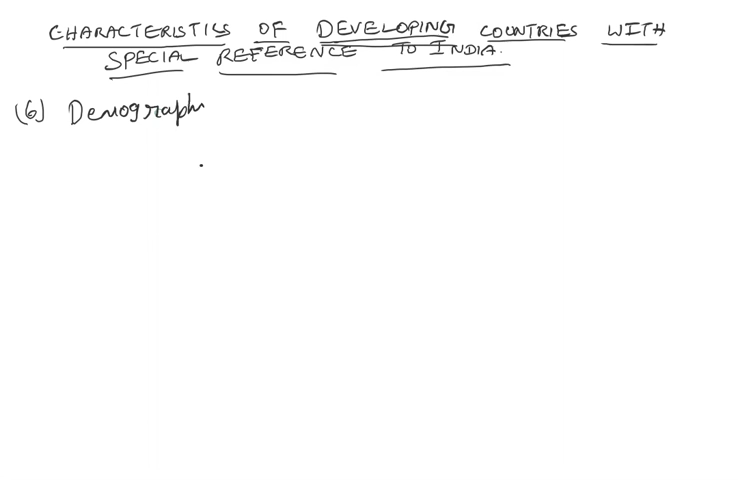 CHARACTERISTICS OF DEVELOPING COUNTRIES WITH
SPECIAL REFERENCE TO INDIA.
(6) Demograph